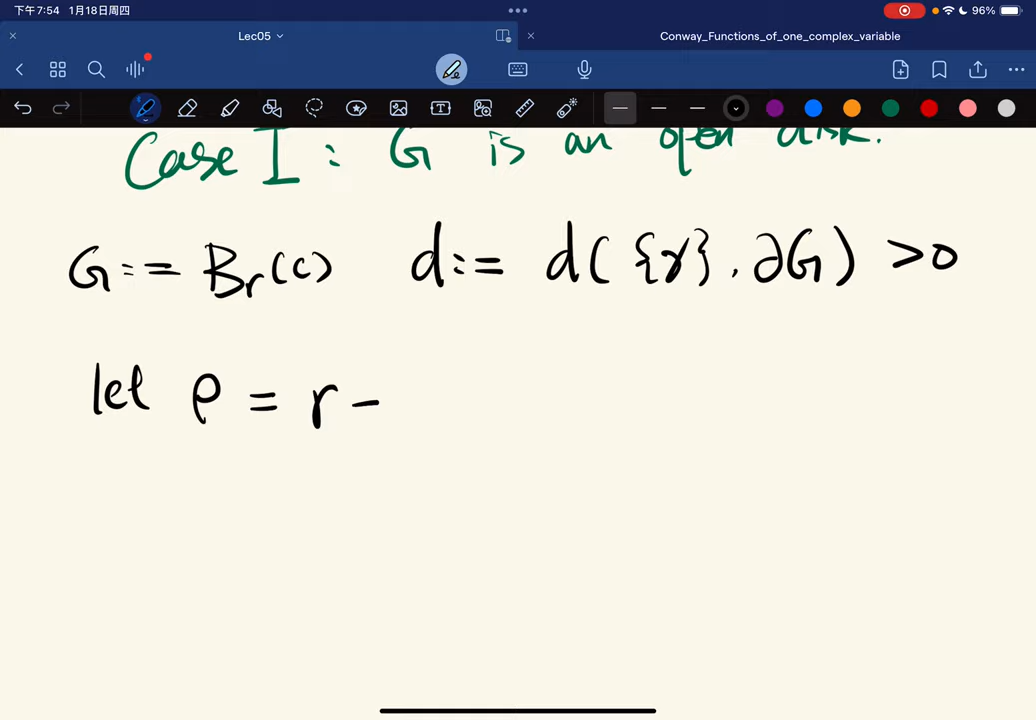 下午7:54 1月18日周四
96%
Lec05
Conway_Functions_of_one_complex_variable
Case I : G is an open disk.
G := B_r(c) d := d({γ}, ∂G) > 0
let ρ = r -